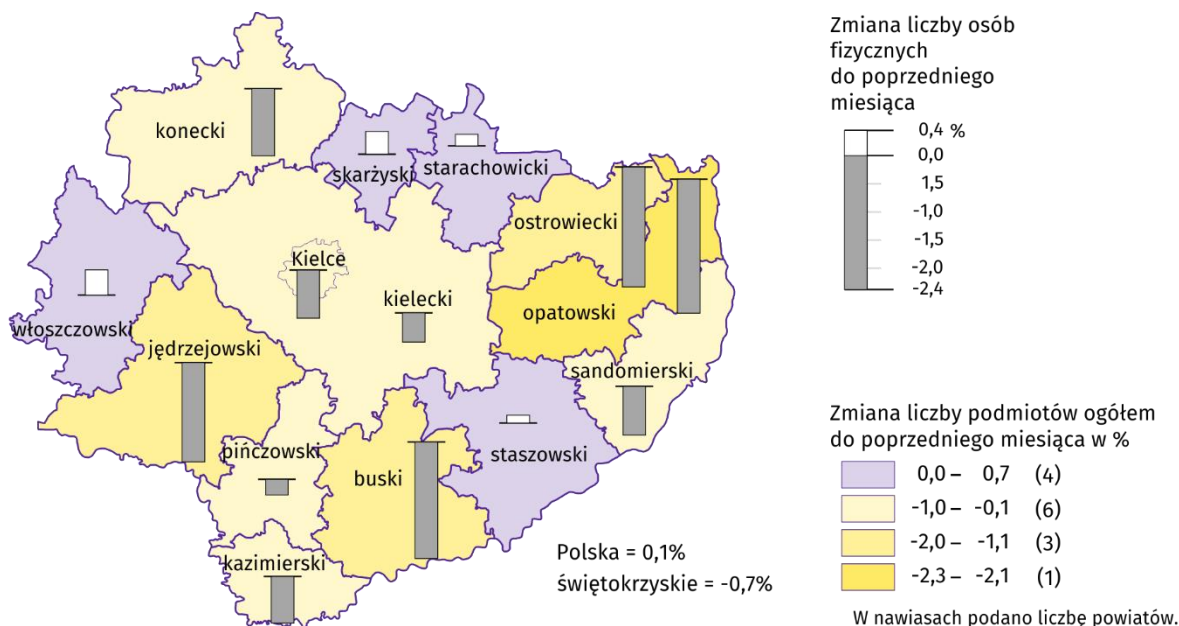 konecki
skarżyski
starachowicki
ostrowiecki
Kielce
kielecki
opatowski
włoszczowski
jędrzejowski
sandomierski
pińczowski
buski
staszowski
kazimierski
Polska = 0,1%
świętokrzyskie = -0,7%
Zmiana liczby osób
fizycznych
do poprzedniego
miesiąca
0,4 %
0,0
1,5
-1,0
-1,5
-2,0
-2,4
Zmiana liczby podmiotów ogółem
do poprzedniego miesiąca w %
0,0 – 0,7 (4)
-1,0 – -0,1 (6)
-2,0 – -1,1 (3)
-2,3 – -2,1 (1)
W nawiasach podano liczbę powiatów.